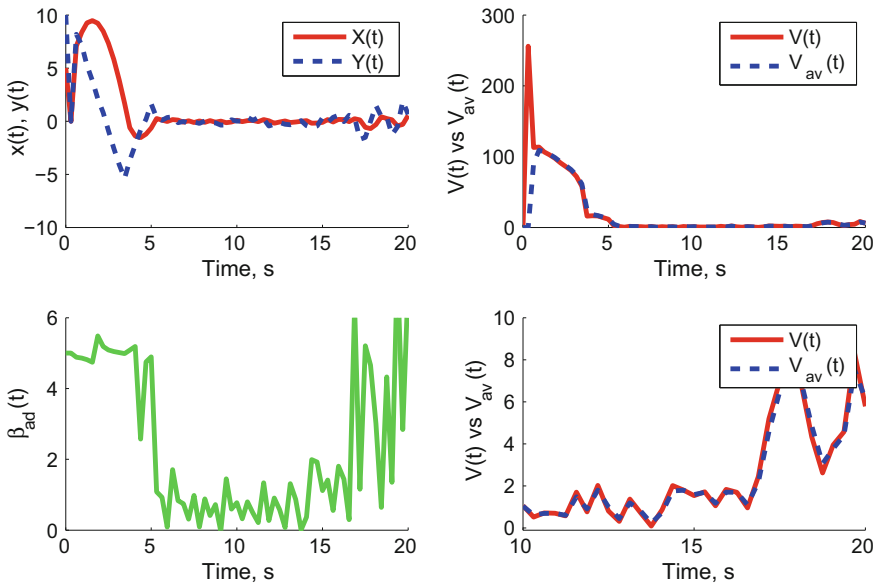 10
5
0
−5
−10
x(t), y(t)
X(t)
Y(t)
0 5 10 15 20
Time, s
300
200
100
0
V(t) vs V_av(t)
V(t)
V_av(t)
0 5 10 15 20
Time, s
6
4
2
0
β_ad(t)
0 5 10 15 20
Time, s
10
8
6
4
2
0
V(t) vs V_av(t)
V(t)
V_av(t)
10 15 20
Time, s